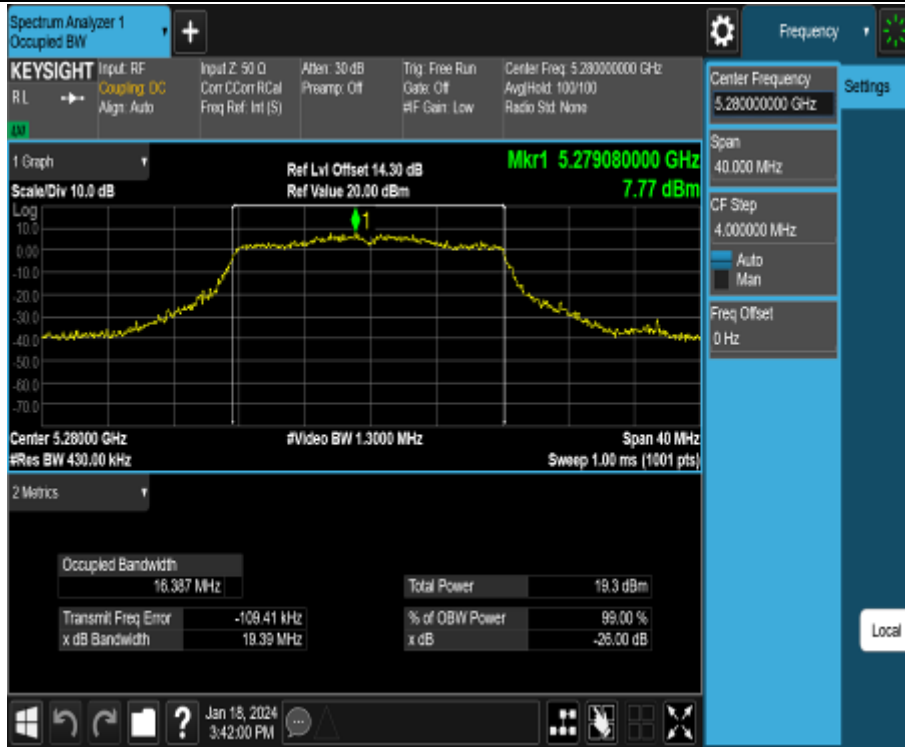 Spectrum Analyzer 1
Occupied BW
+
Frequency
KEYSIGHT
RL
Input: RF
Coupling: DC
Align: Auto
Input Z: 50 Ω
Corr CCorr RCal
Freq Ref: Int (S)
Atten: 30 dB
Preamp: Off
Trig: Free Run
Gate: Off
#IF Gain: Low
Center Freq: 5.280000000 GHz
Avg|Hold: 100/100
Radio Std: None
Center Frequency
5.280000000 GHz
Settings
Span
40.000 MHz
CF Step
4.000000 MHz
Auto
Man
Freq Offset
0 Hz
1 Graph
Scale/Div 10.0 dB
Ref Lvl Offset 14.30 dB
Ref Value 20.00 dBm
Mkr1 5.279080000 GHz
7.77 dBm
Log
10.0
0.00
-10.0
-20.0
-30.0
-40.0
-50.0
-60.0
-70.0
1
Center 5.28000 GHz
#Res BW 430.00 kHz
#Video BW 1.3000 MHz
Span 40 MHz
Sweep 1.00 ms (1001 pts)
2 Metrics
Occupied Bandwidth
16.387 MHz
Total Power 19.3 dBm
Transmit Freq Error -109.41 kHz
% of OBW Power 99.00 %
x dB Bandwidth 19.39 MHz
x dB -26.00 dB
Local
?
Jan 18, 2024
3:42:00 PM